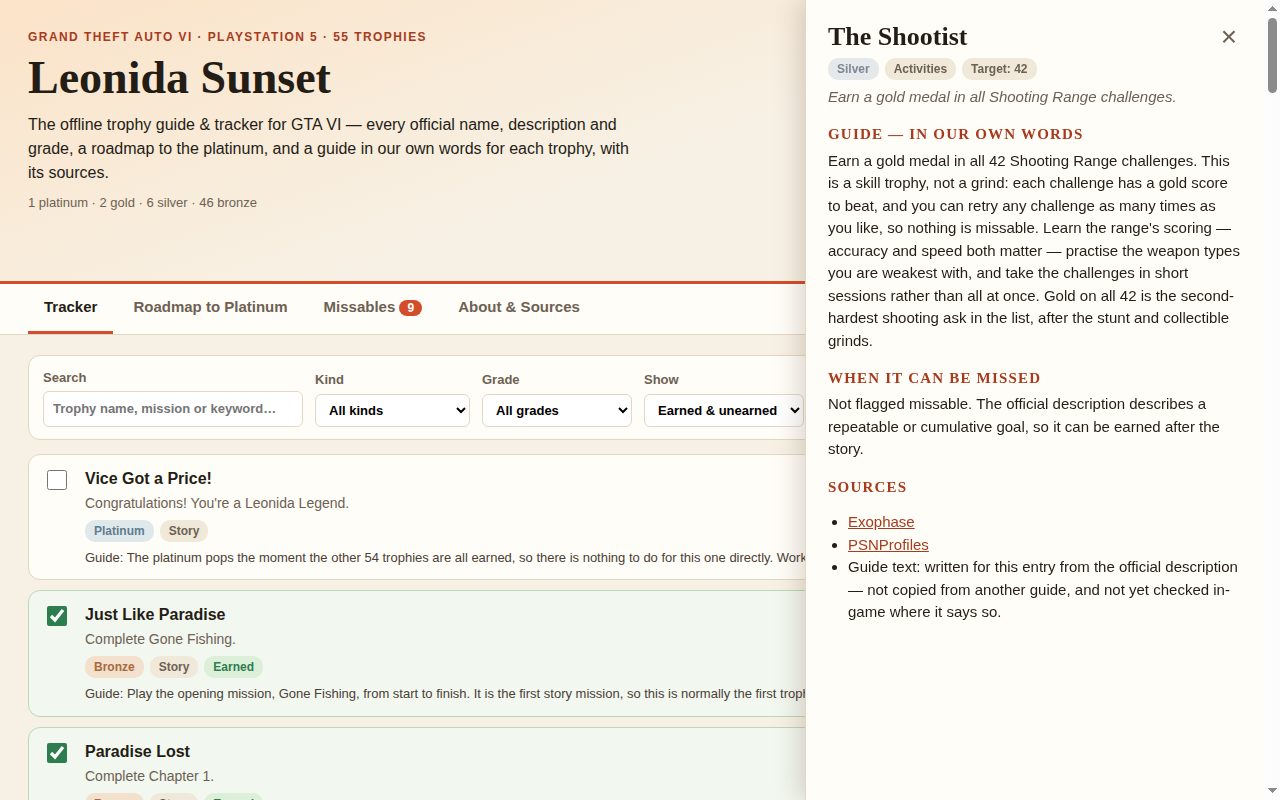 GRAND THEFT AUTO VI · PLAYSTATION 5 · 55 TROPHIES
Leonida Sunset
The offline trophy guide & tracker for GTA VI — every official name, description and
grade, a roadmap to the platinum, and a guide in our own words for each trophy, with
its sources.
1 platinum · 2 gold · 6 silver · 46 bronze
Tracker
Roadmap to Platinum
Missables 9
About & Sources
Search
Trophy name, mission or keyword…
Kind
All kinds
Grade
All grades
Show
Earned & unearned
Vice Got a Price!
Congratulations! You're a Leonida Legend.
Platinum
Story
Guide: The platinum pops the moment the other 54 trophies are all earned, so there is nothing to do for this one directly. Work
Just Like Paradise
Complete Gone Fishing.
Bronze
Story
Earned
Guide: Play the opening mission, Gone Fishing, from start to finish. It is the first story mission, so this is normally the first
Paradise Lost
Complete Chapter 1.
The Shootist
✕
Silver
Activities
Target: 42
Earn a gold medal in all Shooting Range challenges.
GUIDE — IN OUR OWN WORDS
Earn a gold medal in all 42 Shooting Range challenges. This
is a skill trophy, not a grind: each challenge has a gold score
to beat, and you can retry any challenge as many times as
you like, so nothing is missable. Learn the range's scoring —
accuracy and speed both matter — practise the weapon types
you are weakest with, and take the challenges in short
sessions rather than all at once. Gold on all 42 is the second-
hardest shooting ask in the list, after the stunt and collectible
grinds.
WHEN IT CAN BE MISSED
Not flagged missable. The official description describes a
repeatable or cumulative goal, so it can be earned after the
story.
SOURCES
Exophase
PSNProfiles
Guide text: written for this entry from the official description
— not copied from another guide, and not yet checked in-
game where it says so.